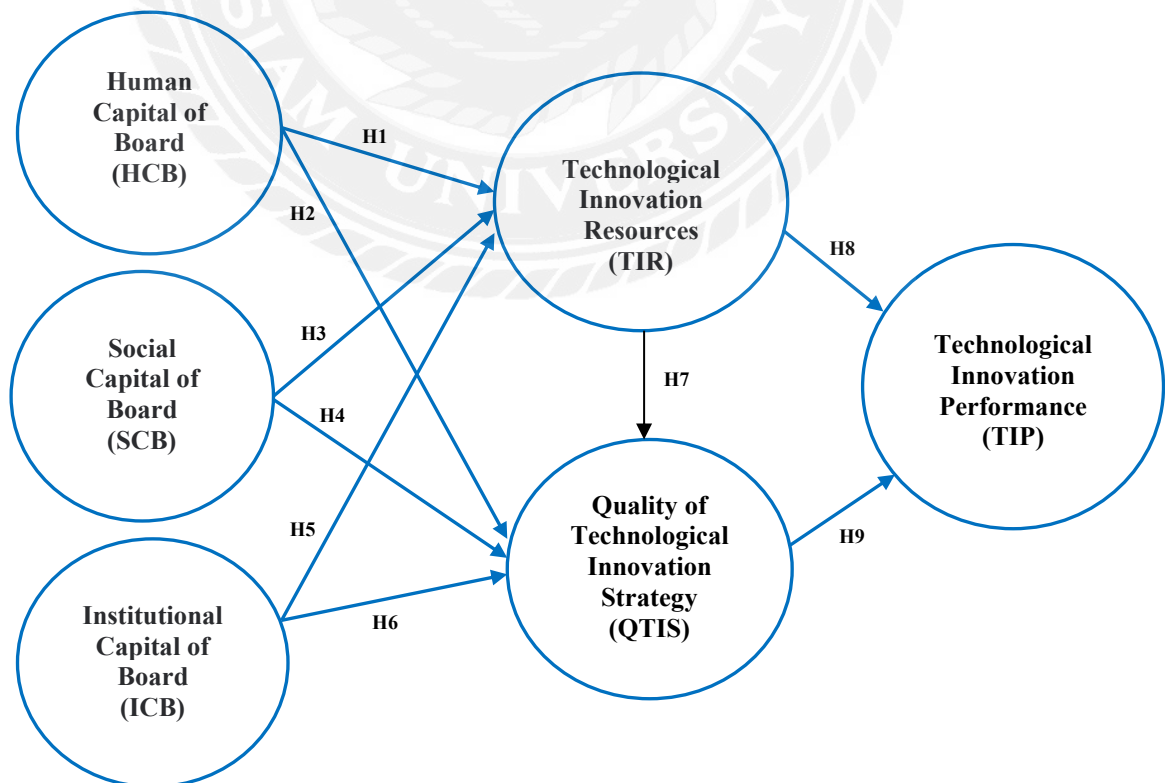 SIAM UNIVERSITY
Human
Capital of
Board
(HCB)
H1
Technological
Innovation
Resources
(TIR)
H2
H8
H3
Social
Capital of
Board
(SCB)
Technological
Innovation
Performance
(TIP)
H7
H4
Quality of
Technological
Innovation
Strategy
(QTIS)
H5
H9
Institutional
Capital of
Board
(ICB)
H6